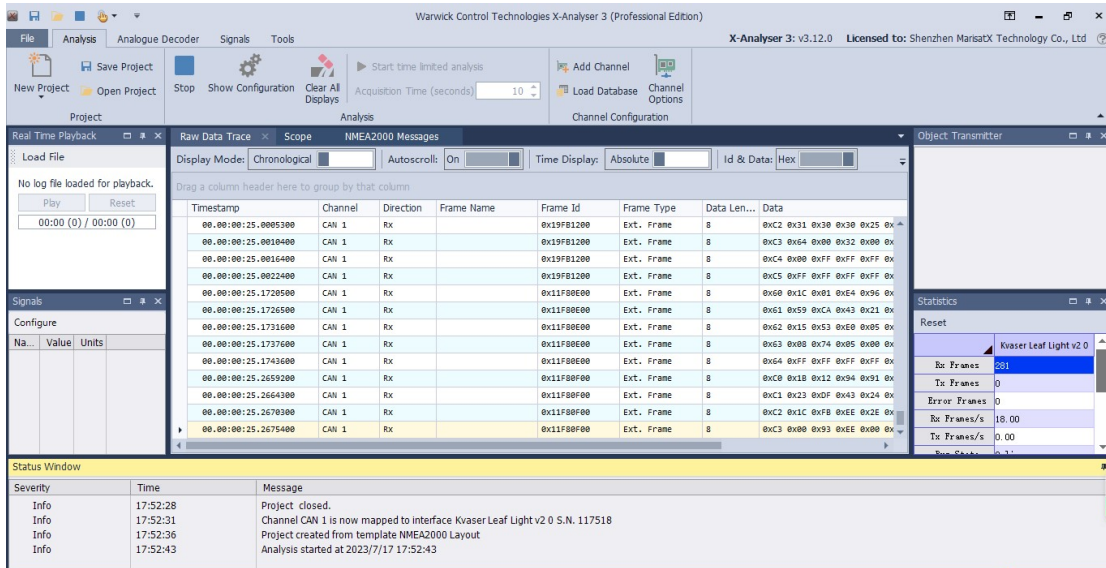 Warwick Control Technologies X-Analyser 3 (Professional Edition)
File Analysis Analogue Decoder Signals Tools
X-Analyser 3: v3.12.0 Licensed to: Shenzhen MarisatX Technology Co., Ltd
New Project
Save Project
Open Project
Project
Stop
Show Configuration
Clear All Displays
Start time limited analysis
Acquisition Time (seconds) 10
Analysis
Add Channel
Load Database
Channel Options
Channel Configuration
Real Time Playback
Load File
No log file loaded for playback.
Play Reset
00:00 (0) / 00:00 (0)
Signals
Configure
Na... Value Units
Raw Data Trace Scope NMEA2000 Messages
Display Mode: Chronological Autoscroll: On Time Display: Absolute Id & Data: Hex
Drag a column header here to group by that column
Timestamp Channel Direction Frame Name Frame Id Frame Type Data Len... Data
00.00:00:25.0005300 CAN 1 Rx 0x19FB1200 Ext. Frame 8 0xC2 0x31 0x30 0x30 0x25 0x
00.00:00:25.0010400 CAN 1 Rx 0x19FB1200 Ext. Frame 8 0xC3 0x64 0x00 0x32 0x00 0x
00.00:00:25.0016400 CAN 1 Rx 0x19FB1200 Ext. Frame 8 0xC4 0x00 0xFF 0xFF 0xFF 0x
00.00:00:25.0022400 CAN 1 Rx 0x19FB1200 Ext. Frame 8 0xC5 0xFF 0xFF 0xFF 0xFF 0x
00.00:00:25.1720500 CAN 1 Rx 0x11F80E00 Ext. Frame 8 0x60 0x1C 0x01 0xE4 0x96 0x
00.00:00:25.1726500 CAN 1 Rx 0x11F80E00 Ext. Frame 8 0x61 0x59 0xCA 0x43 0x21 0x
00.00:00:25.1731600 CAN 1 Rx 0x11F80E00 Ext. Frame 8 0x62 0x15 0x53 0xE0 0x05 0x
00.00:00:25.1737600 CAN 1 Rx 0x11F80E00 Ext. Frame 8 0x63 0x08 0x74 0x05 0x00 0x
00.00:00:25.1743600 CAN 1 Rx 0x11F80E00 Ext. Frame 8 0x64 0xFF 0xFF 0xFF 0xFF 0x
00.00:00:25.2659200 CAN 1 Rx 0x11F80F00 Ext. Frame 8 0xC0 0x1B 0x12 0x94 0x91 0x
00.00:00:25.2664300 CAN 1 Rx 0x11F80F00 Ext. Frame 8 0xC1 0x23 0xDF 0x43 0x24 0x
00.00:00:25.2670300 CAN 1 Rx 0x11F80F00 Ext. Frame 8 0xC2 0x1C 0xFB 0xEE 0x2E 0x
00.00:00:25.2675400 CAN 1 Rx 0x11F80F00 Ext. Frame 8 0xC3 0x00 0x93 0xEE 0x00 0x
Object Transmitter
Statistics
Reset
Kvaser Leaf Light v2 0
Rx Frames 281
Tx Frames 0
Error Frames 0
Rx Frames/s 18.00
Tx Frames/s 0.00
Status Window
Severity Time Message
Info 17:52:28 Project closed.
Info 17:52:31 Channel CAN 1 is now mapped to interface Kvaser Leaf Light v2 0 S.N. 117518
Info 17:52:36 Project created from template NMEA2000 Layout
Info 17:52:43 Analysis started at 2023/7/17 17:52:43